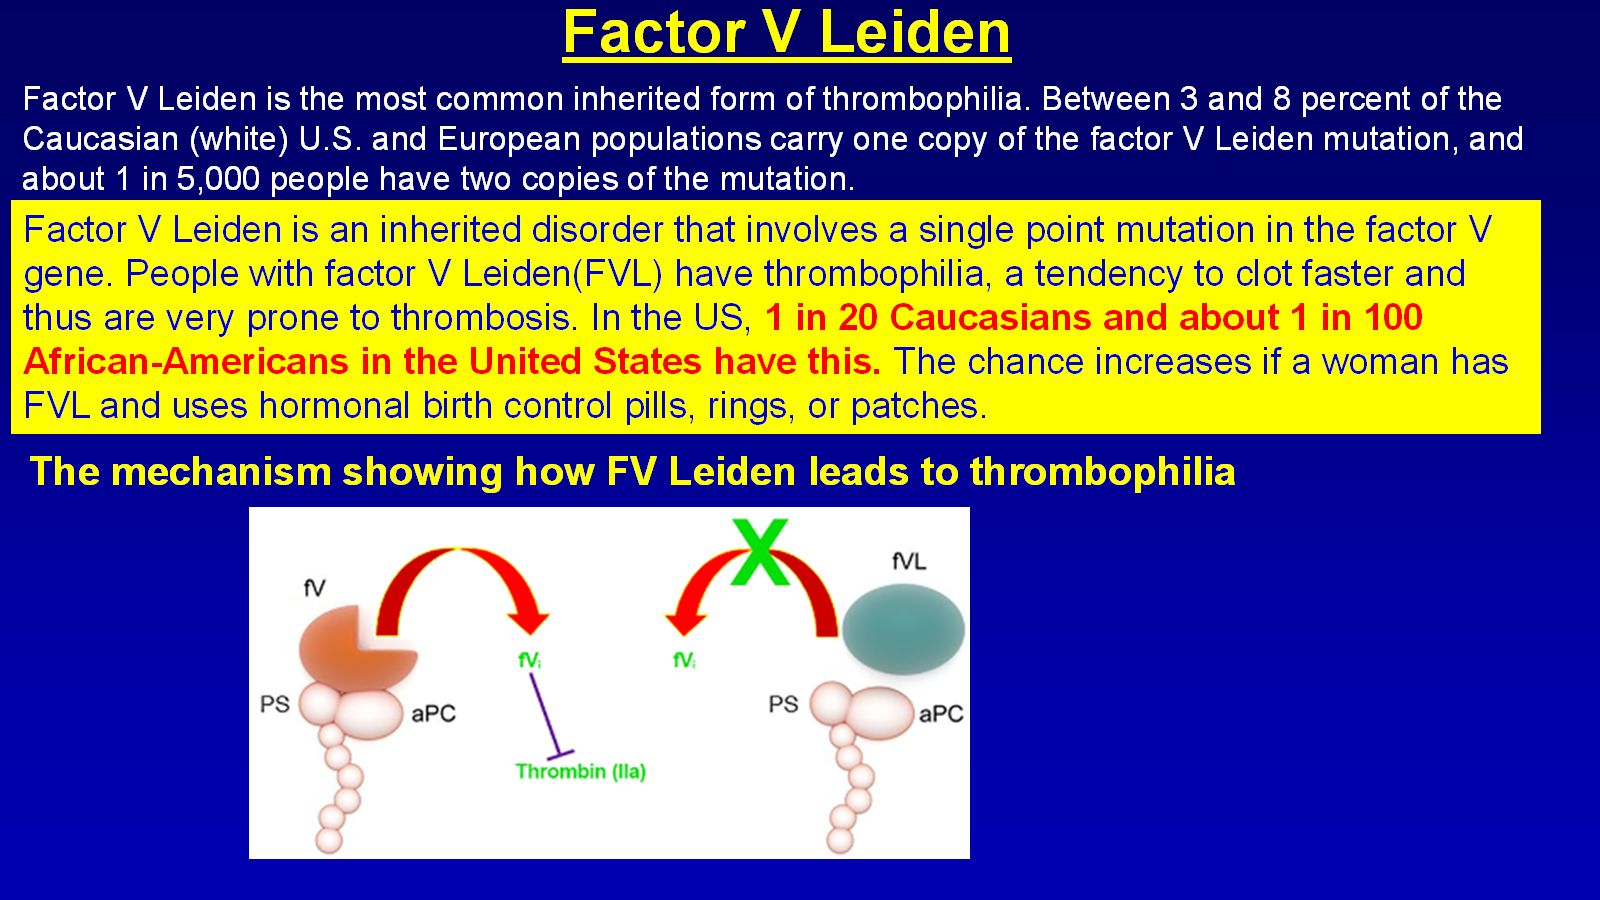 Factor V Leiden
Factor V Leiden is the most common inherited form of thrombophilia. Between 3 and 8 percent of the
Caucasian (white) U.S. and European populations carry one copy of the factor V Leiden mutation, and
about 1 in 5,000 people have two copies of the mutation.
Factor V Leiden is an inherited disorder that involves a single point mutation in the factor V
gene. People with factor V Leiden(FVL) have thrombophilia, a tendency to clot faster and
thus are very prone to thrombosis. In the US, 1 in 20 Caucasians and about 1 in 100
African-Americans in the United States have this. The chance increases if a woman has
FVL and uses hormonal birth control pills, rings, or patches.
The mechanism showing how FV Leiden leads to thrombophilia
fV
fVi
PS
aPC
Thrombin (IIa)
X
fVL
fVi
PS
aPC